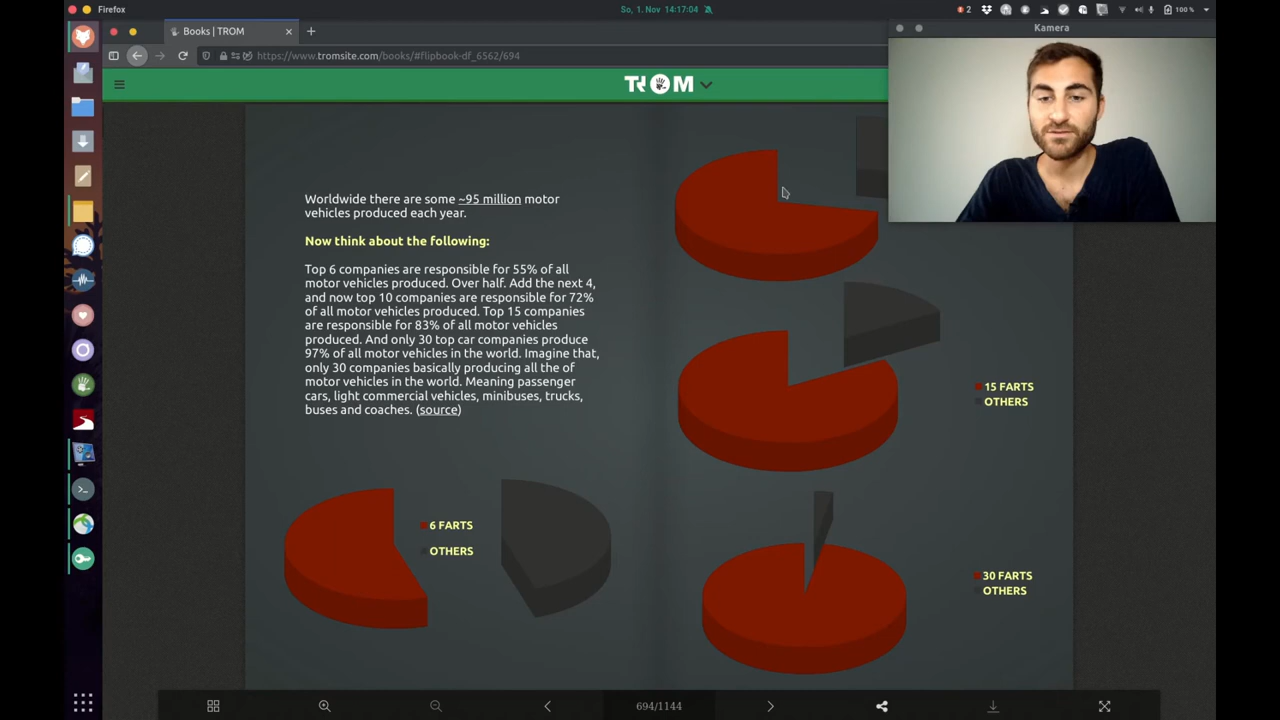 Firefox
So, 1. Nov 14:17:04
2
100 %
Books | TROM
Kamera
https://www.tromsite.com/books/#flipbook-df_6562/694
TROM
Worldwide there are some ~95 million motor
vehicles produced each year.
Now think about the following:
Top 6 companies are responsible for 55% of all
motor vehicles produced. Over half. Add the next 4,
and now top 10 companies are responsible for 72%
of all motor vehicles produced. Top 15 companies
are responsible for 83% of all motor vehicles
produced. And only 30 top car companies produce
97% of all motor vehicles in the world. Imagine that,
only 30 companies basically producing all the of
motor vehicles in the world. Meaning passenger
cars, light commercial vehicles, minibuses, trucks,
buses and coaches. (source)
6 FARTS
OTHERS
15 FARTS
OTHERS
30 FARTS
OTHERS
694/1144